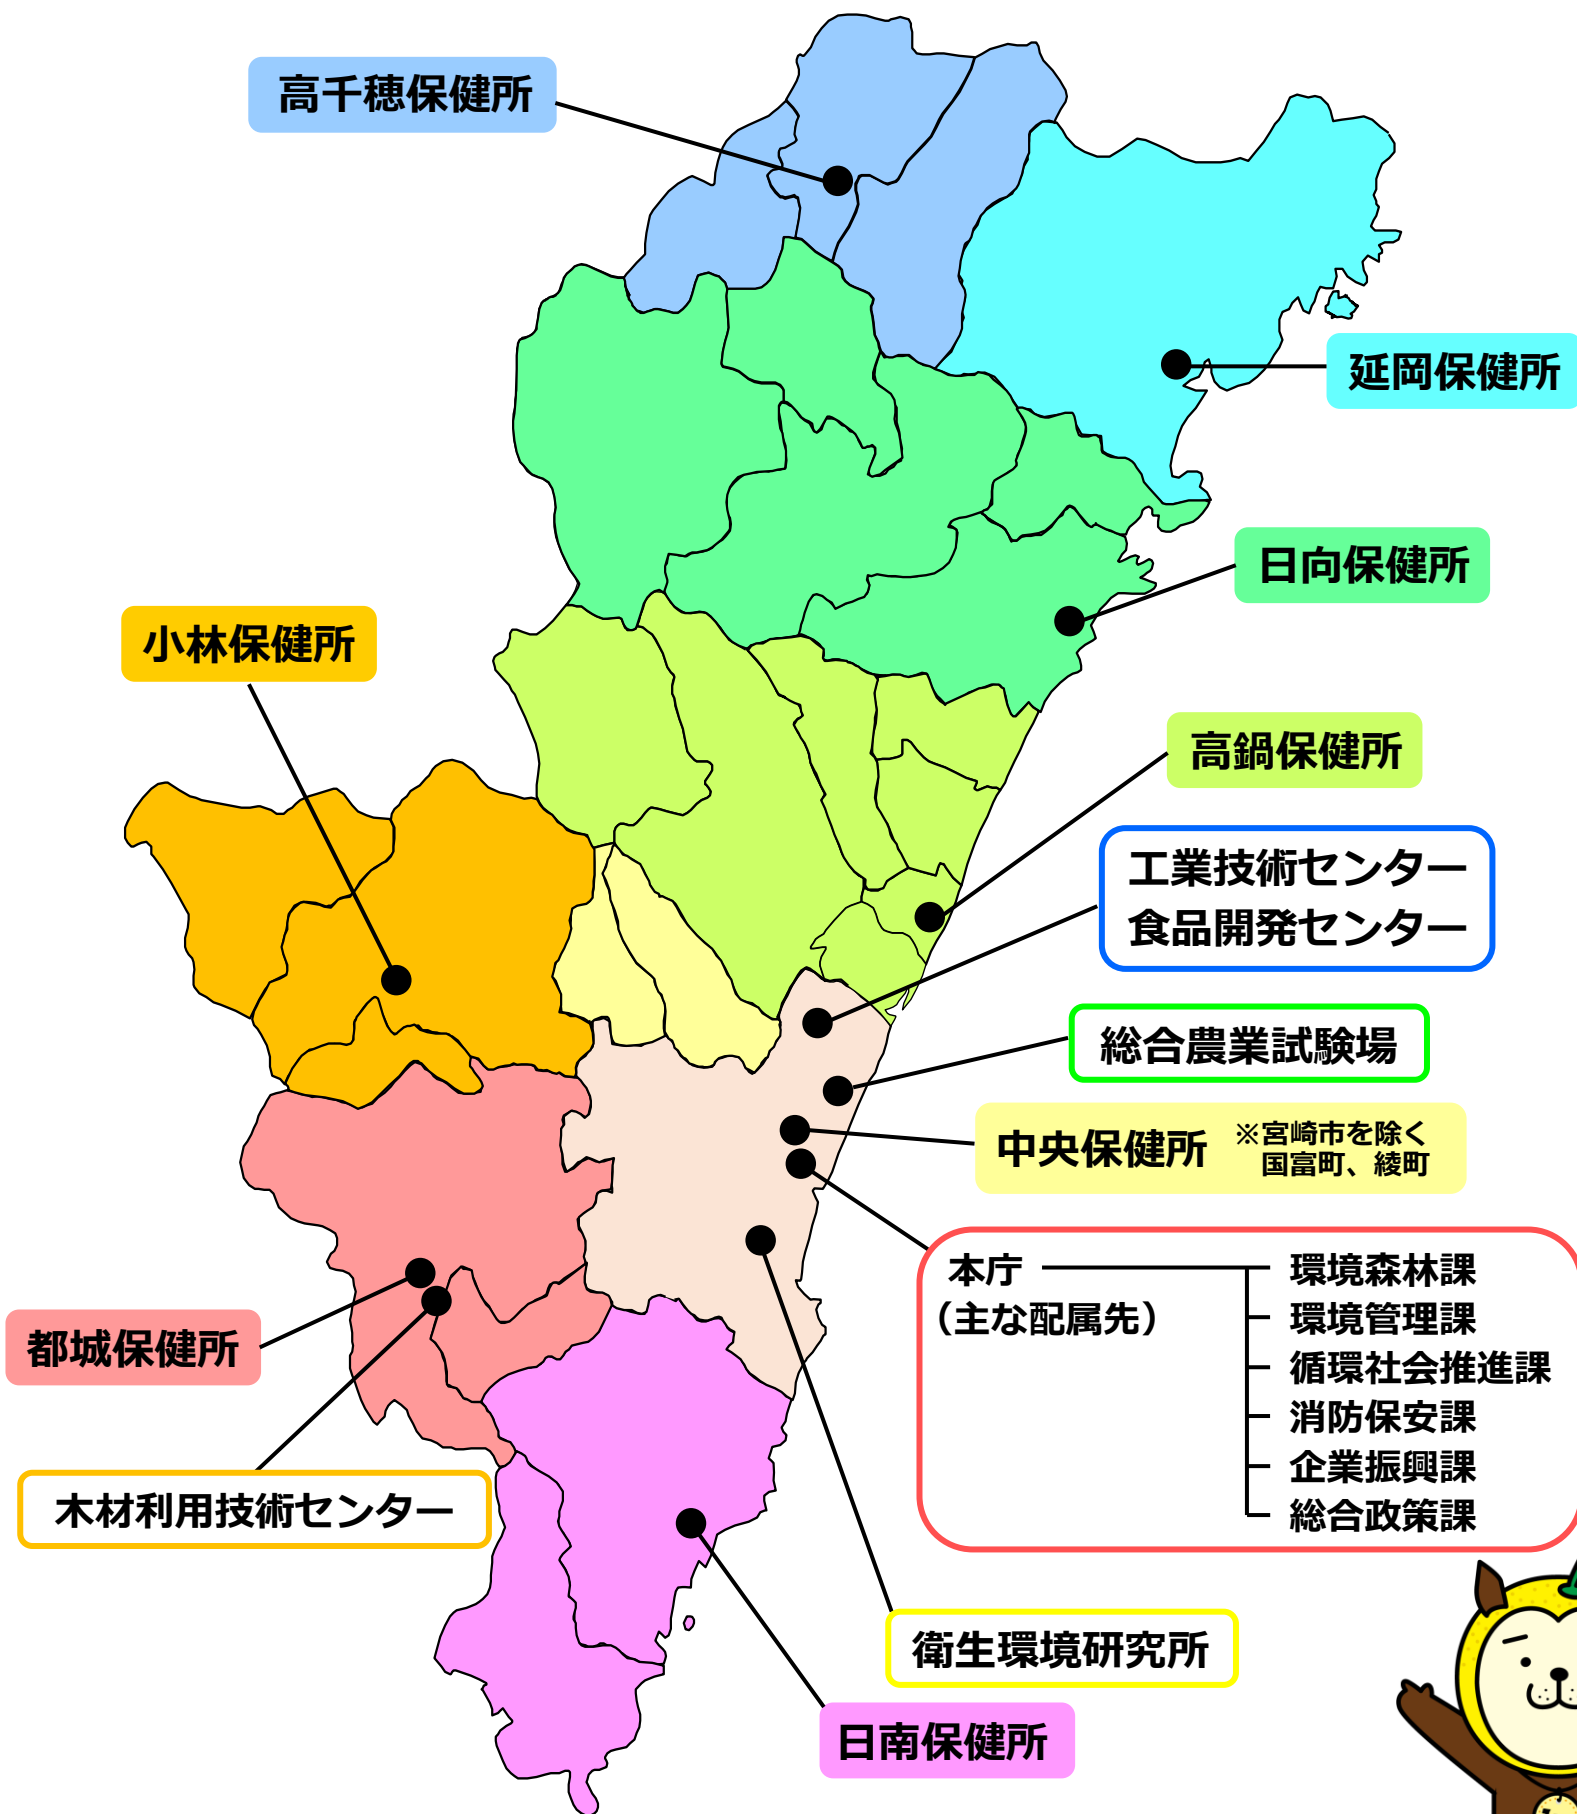 高千穂保健所
延岡保健所
日向保健所
小林保健所
高鍋保健所
工業技術センター
食品開発センター
総合農業試験場
中央保健所 ※宮崎市を除く
国富町、綾町
本庁
(主な配属先)
環境森林課
環境管理課
循環社会推進課
消防保安課
企業振興課
総合政策課
都城保健所
木材利用技術センター
衛生環境研究所
日南保健所